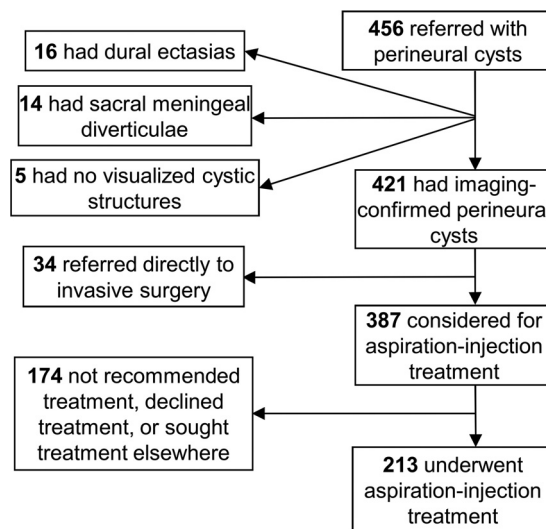 456 referred with
perineural cysts
16 had dural ectasias
14 had sacral meningeal
diverticulae
5 had no visualized cystic
structures
421 had imaging-
confirmed perineural
cysts
34 referred directly to
invasive surgery
387 considered for
aspiration-injection
treatment
174 not recommended
treatment, declined
treatment, or sought
treatment elsewhere
213 underwent
aspiration-injection
treatment